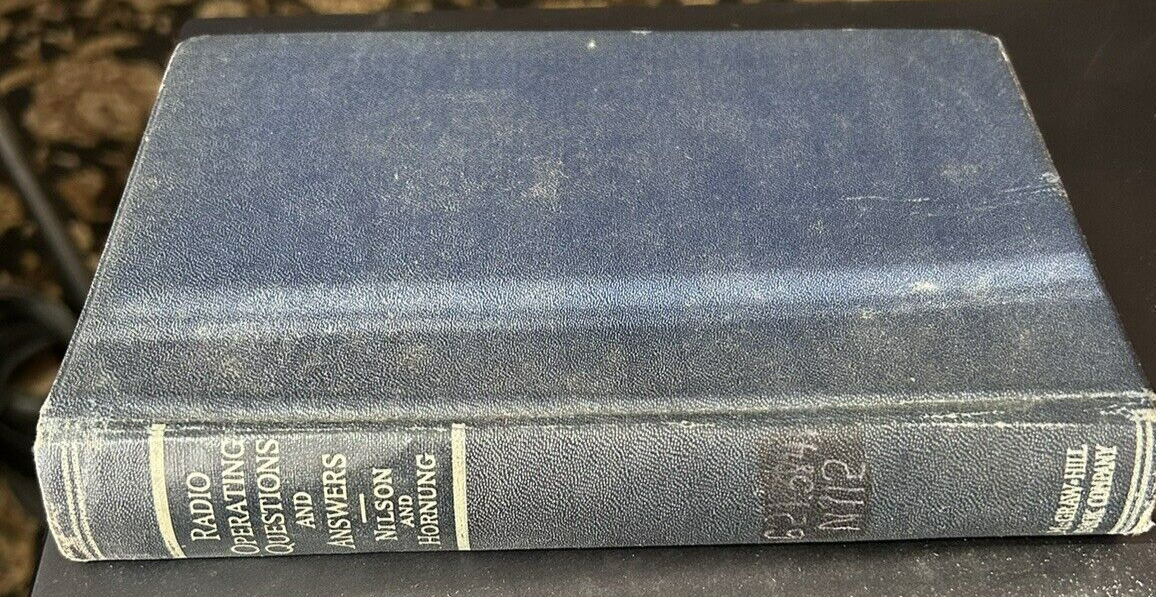 RADIO
OPERATING
QUESTIONS
AND
ANSWERS
NILSON
AND
HORNUNG
McGRAW-HILL
BOOK COMPANY